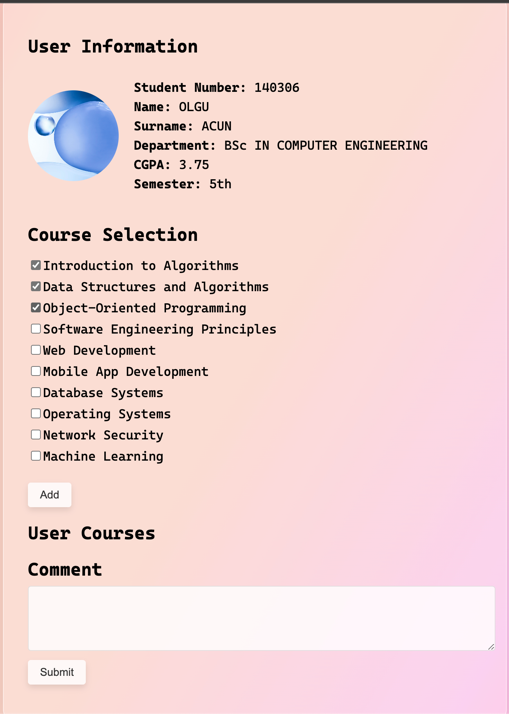 User Information
Student Number: 140306
Name: OLGU
Surname: ACUN
Department: BSc IN COMPUTER ENGINEERING
CGPA: 3.75
Semester: 5th
Course Selection
Introduction to Algorithms
Data Structures and Algorithms
Object-Oriented Programming
Software Engineering Principles
Web Development
Mobile App Development
Database Systems
Operating Systems
Network Security
Machine Learning
Add
User Courses
Comment
Submit